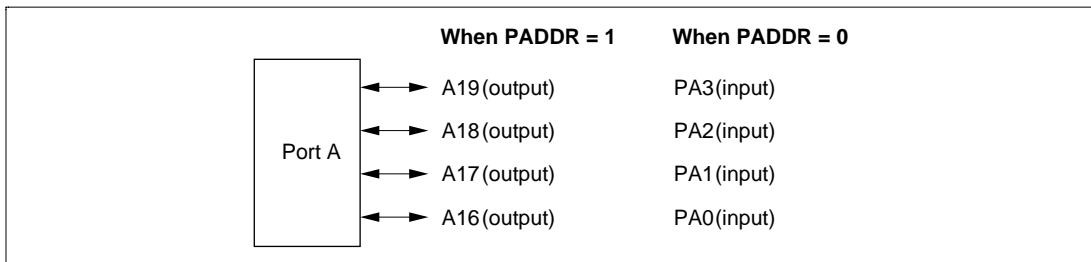 When PADDR = 1 When PADDR = 0
A19(output) PA3(input)
A18(output) PA2(input)
Port A
A17(output) PA1(input)
A16(output) PA0(input)